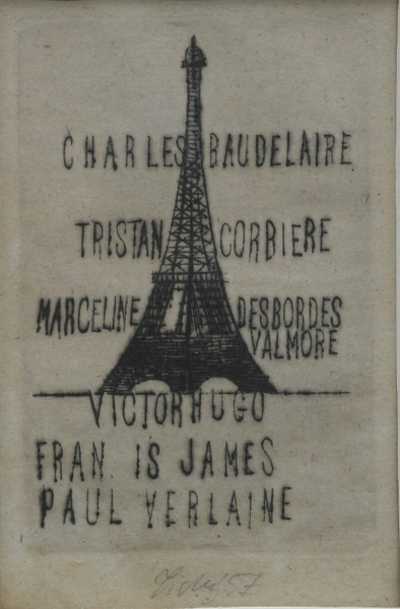 CHARLES BAUDELAIRE
TRISTAN CORBIERE
MARCELINE DESBORDES
VALMORE
VICTOR HUGO
FRAN. IS JAMES
PAUL VERLAINE